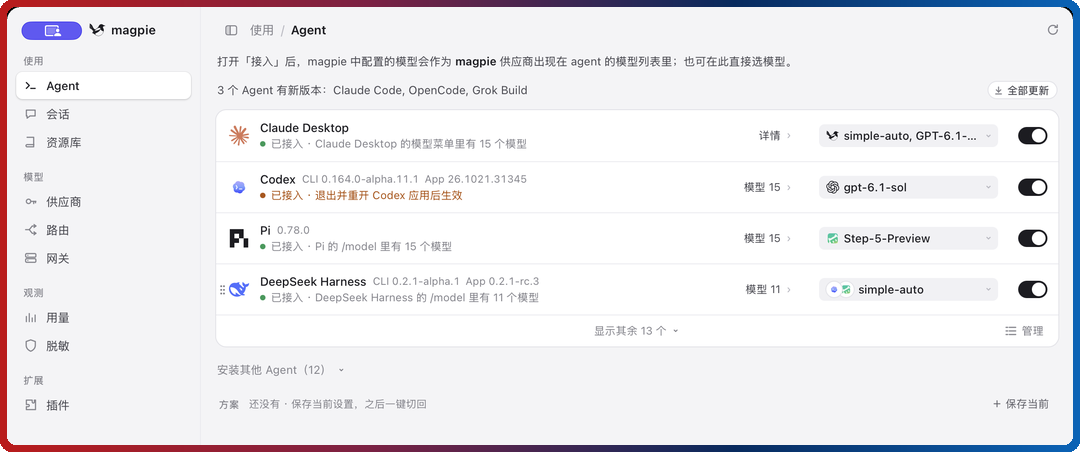 magpie
使用
Agent
会话
资源库
模型
供应商
路由
网关
观测
用量
脱敏
扩展
插件
使用 / Agent
打开「接入」后，magpie 中配置的模型会作为 magpie 供应商出现在 agent 的模型列表里；也可在此直接选模型。
3 个 Agent 有新版本：Claude Code, OpenCode, Grok Build
全部更新
Claude Desktop
已接入 · Claude Desktop 的模型菜单里有 15 个模型
详情
simple-auto, GPT-6.1-...
Codex CLI 0.164.0-alpha.11.1 App 26.1021.31345
已接入 · 退出并重开 Codex 应用后生效
模型 15
gpt-6.1-sol
Pi 0.78.0
已接入 · Pi 的 /model 里有 15 个模型
模型 15
Step-5-Preview
DeepSeek Harness CLI 0.2.1-alpha.1 App 0.2.1-rc.3
已接入 · DeepSeek Harness 的 /model 里有 11 个模型
模型 11
simple-auto
显示其余 13 个
管理
安装其他 Agent（12）
方案 还没有 · 保存当前设置，之后一键切回
+ 保存当前